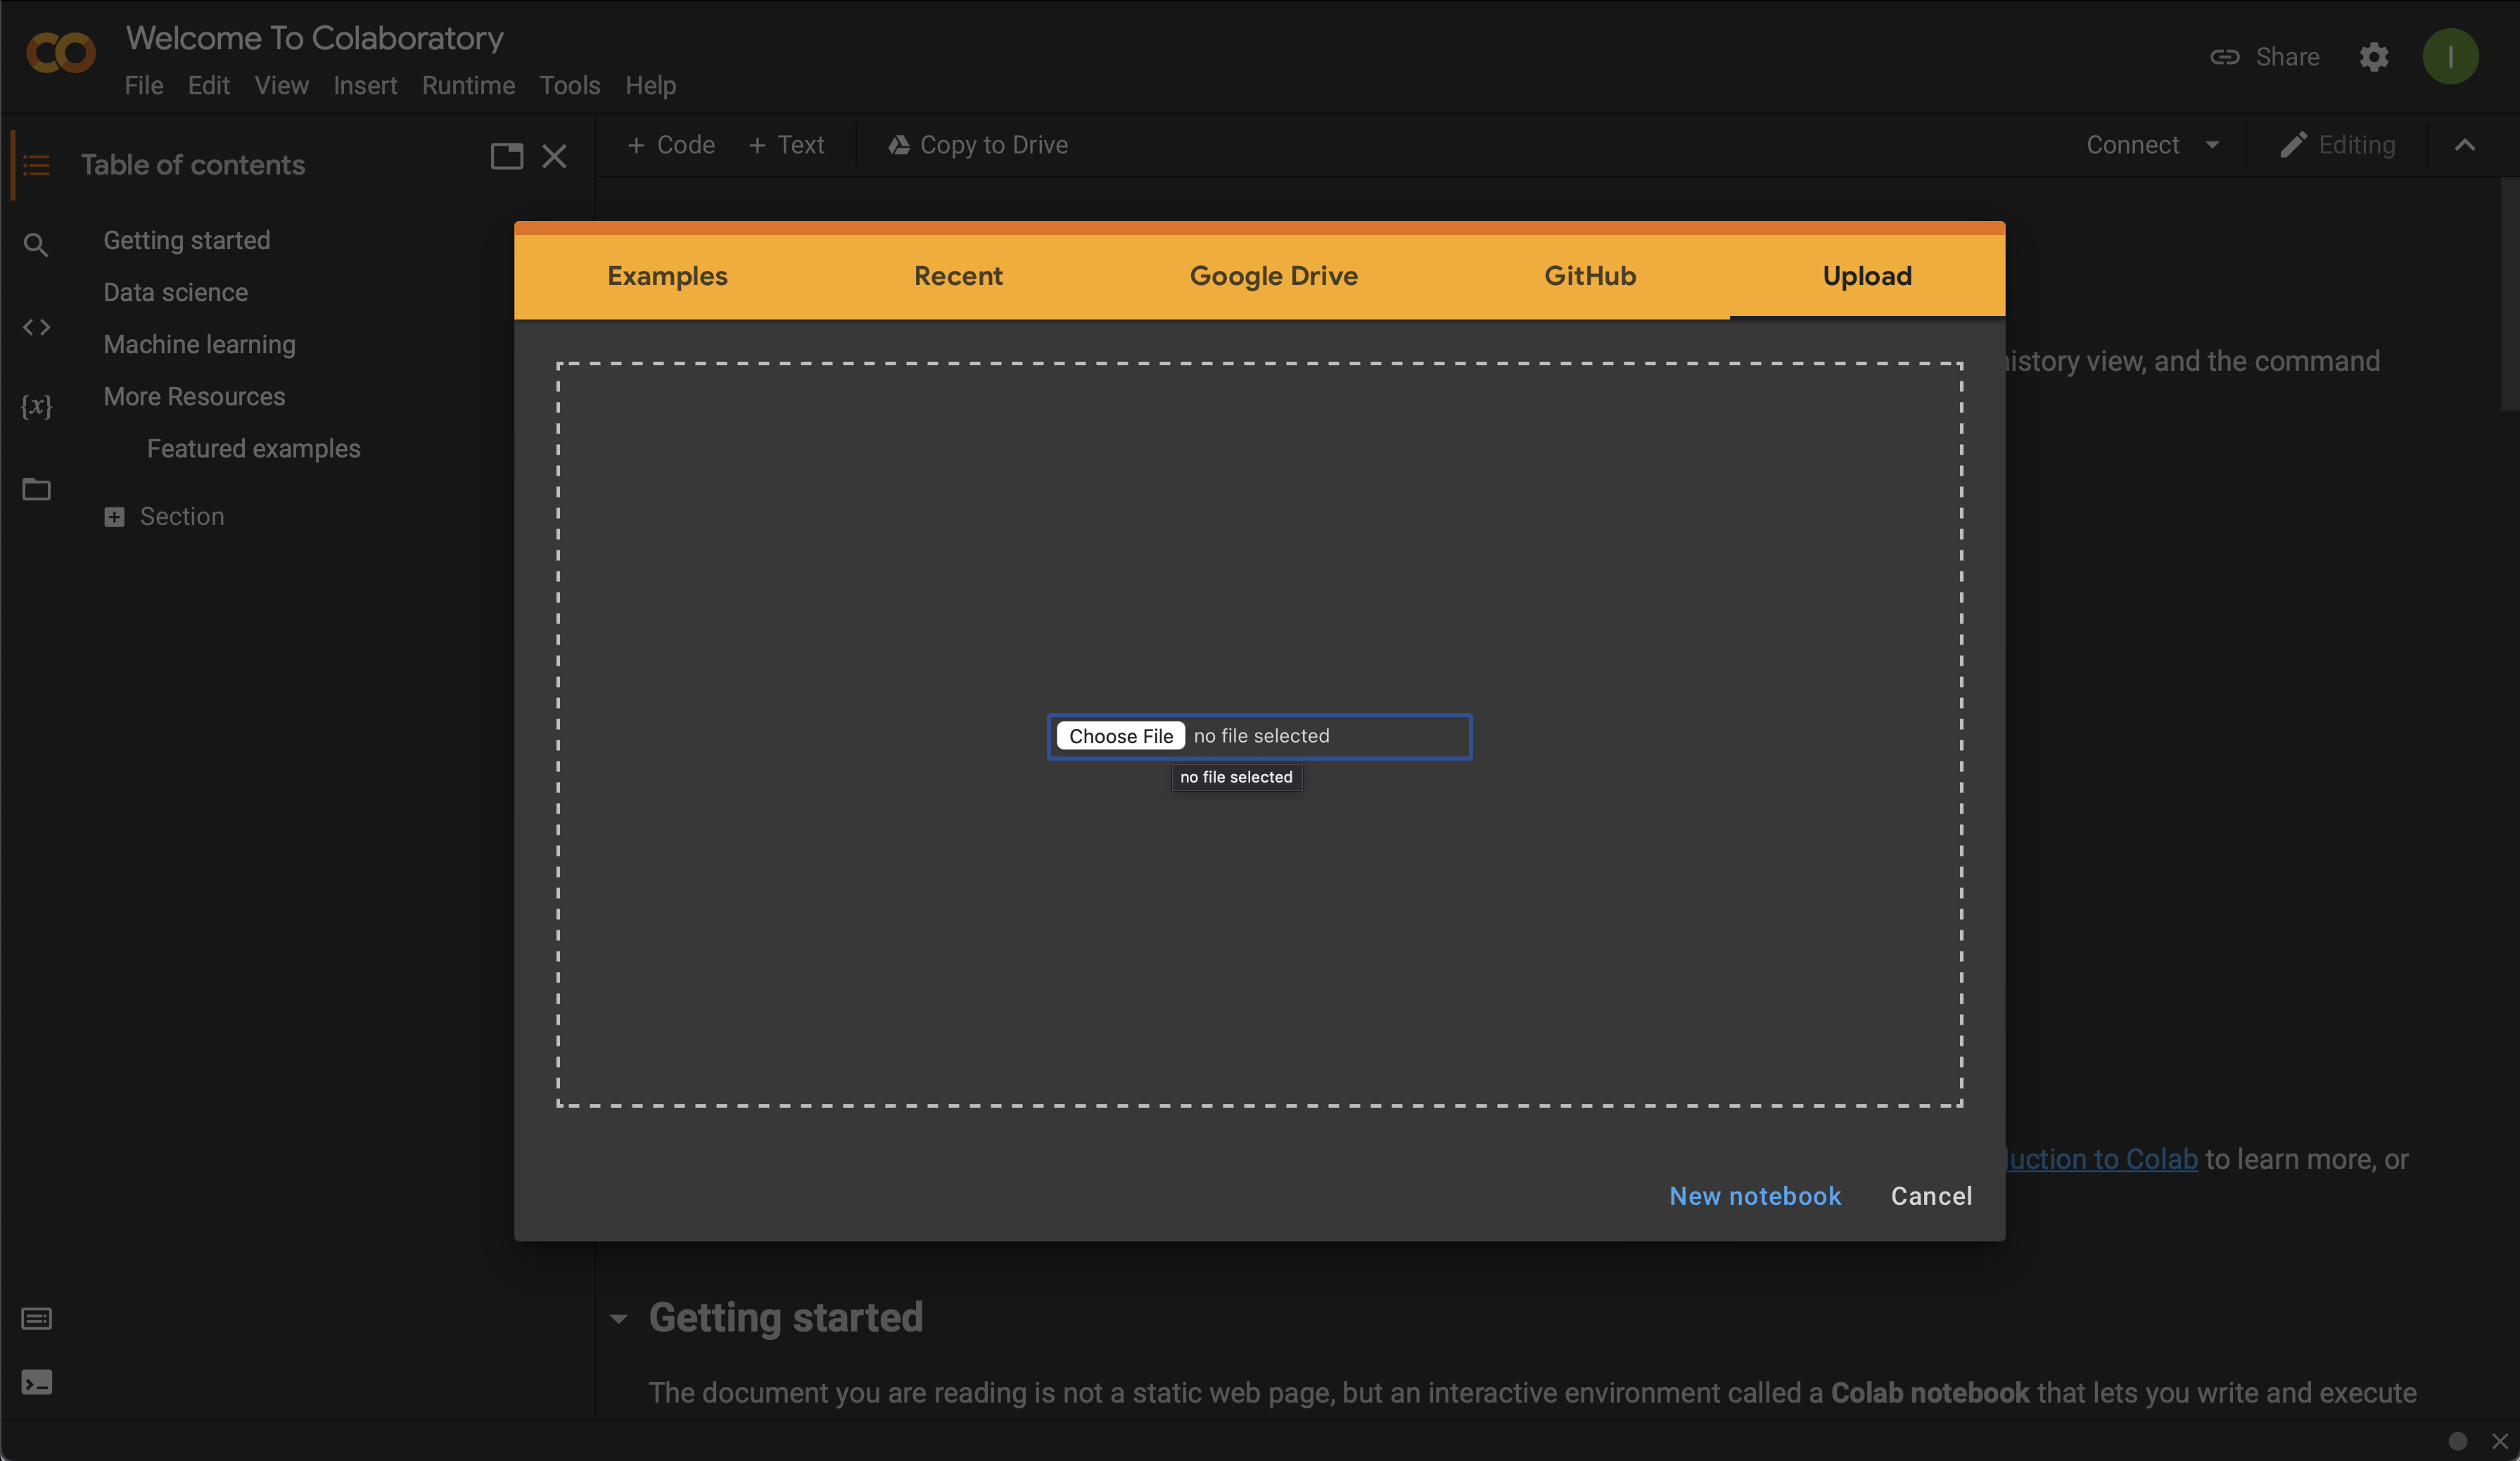 Welcome To Colaboratory
File Edit View Insert Runtime Tools Help
Share
I
Table of contents
+ Code + Text Copy to Drive
Connect
Editing
Getting started
Data science
Machine learning
More Resources
Featured examples
Section
{x}
Examples Recent Google Drive GitHub Upload
history view, and the command
Choose File no file selected
no file selected
to Colab to learn more, or
New notebook Cancel
Getting started
The document you are reading is not a static web page, but an interactive environment called a Colab notebook that lets you write and execute